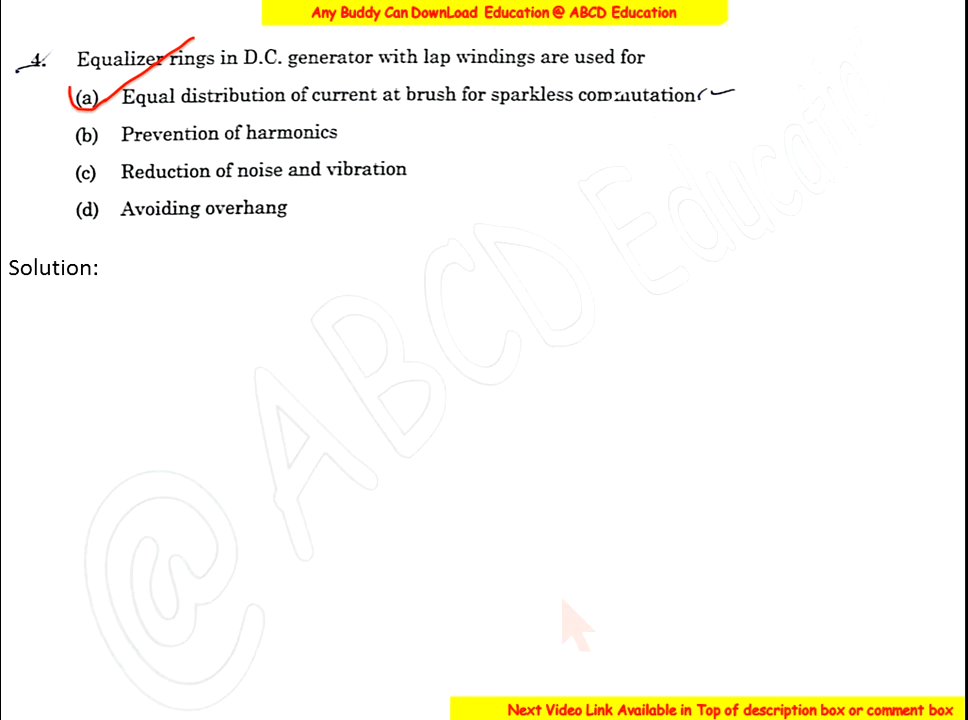 Any Buddy Can DownLoad Education @ ABCD Education
4. Equalizer rings in D.C. generator with lap windings are used for
(a) Equal distribution of current at brush for sparkless commutation
(b) Prevention of harmonics
(c) Reduction of noise and vibration
(d) Avoiding overhang
Solution:
@ABCD Education
Next Video Link Available in Top of description box or comment box